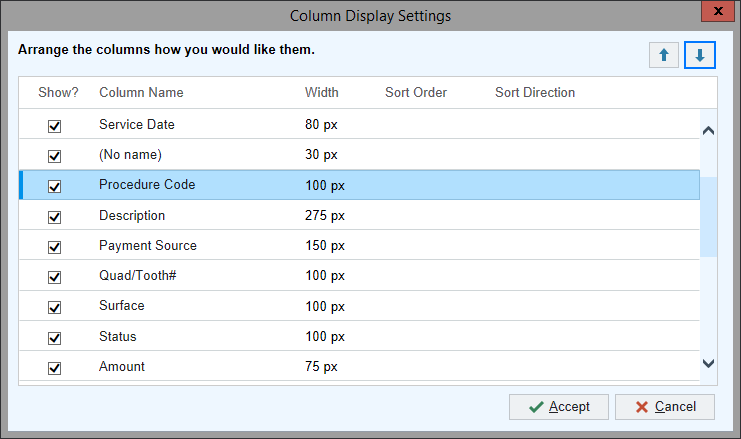 Column Display Settings
x
Arrange the columns how you would like them.
Show? Column Name Width Sort Order Sort Direction
Service Date 80 px
(No name) 30 px
Procedure Code 100 px
Description 275 px
Payment Source 150 px
Quad/Tooth# 100 px
Surface 100 px
Status 100 px
Amount 75 px
Accept Cancel